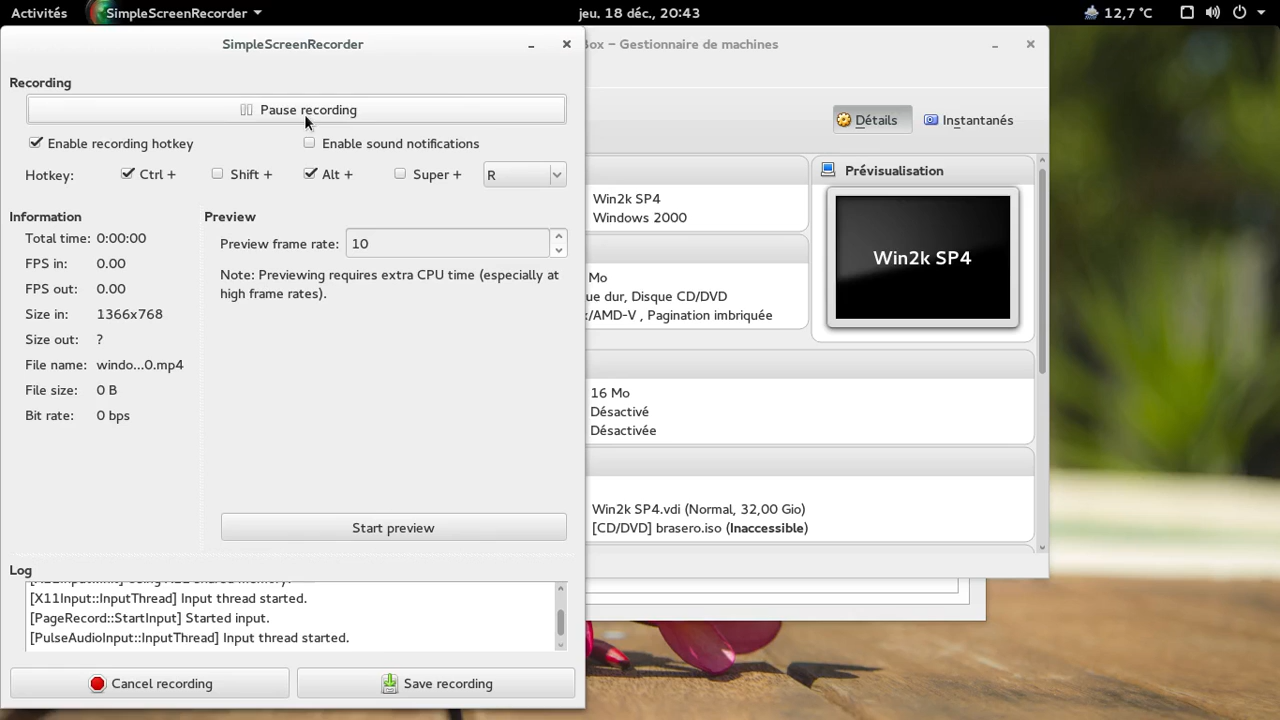 Activités
SimpleScreenRecorder
jeu. 18 déc., 20:43
12,7 °C
SimpleScreenRecorder
Recording
Pause recording
Enable recording hotkey
Enable sound notifications
Hotkey:
Ctrl +
Shift +
Alt +
Super +
R
Information
Total time: 0:00:00
FPS in: 0.00
FPS out: 0.00
Size in: 1366x768
Size out: ?
File name: windo...0.mp4
File size: 0 B
Bit rate: 0 bps
Preview
Preview frame rate: 10
Note: Previewing requires extra CPU time (especially at
high frame rates).
Start preview
Log
[X11Input::InputThread] Input thread started.
[PageRecord::StartInput] Started input.
[PulseAudioInput::InputThread] Input thread started.
Cancel recording
Save recording
Box – Gestionnaire de machines
Détails
Instantanés
Win2k SP4
Windows 2000
Mo
ue dur, Disque CD/DVD
x/AMD-V , Pagination imbriquée
Prévisualisation
Win2k SP4
16 Mo
Désactivé
Désactivée
Win2k SP4.vdi (Normal, 32,00 Gio)
[CD/DVD] brasero.iso (Inaccessible)